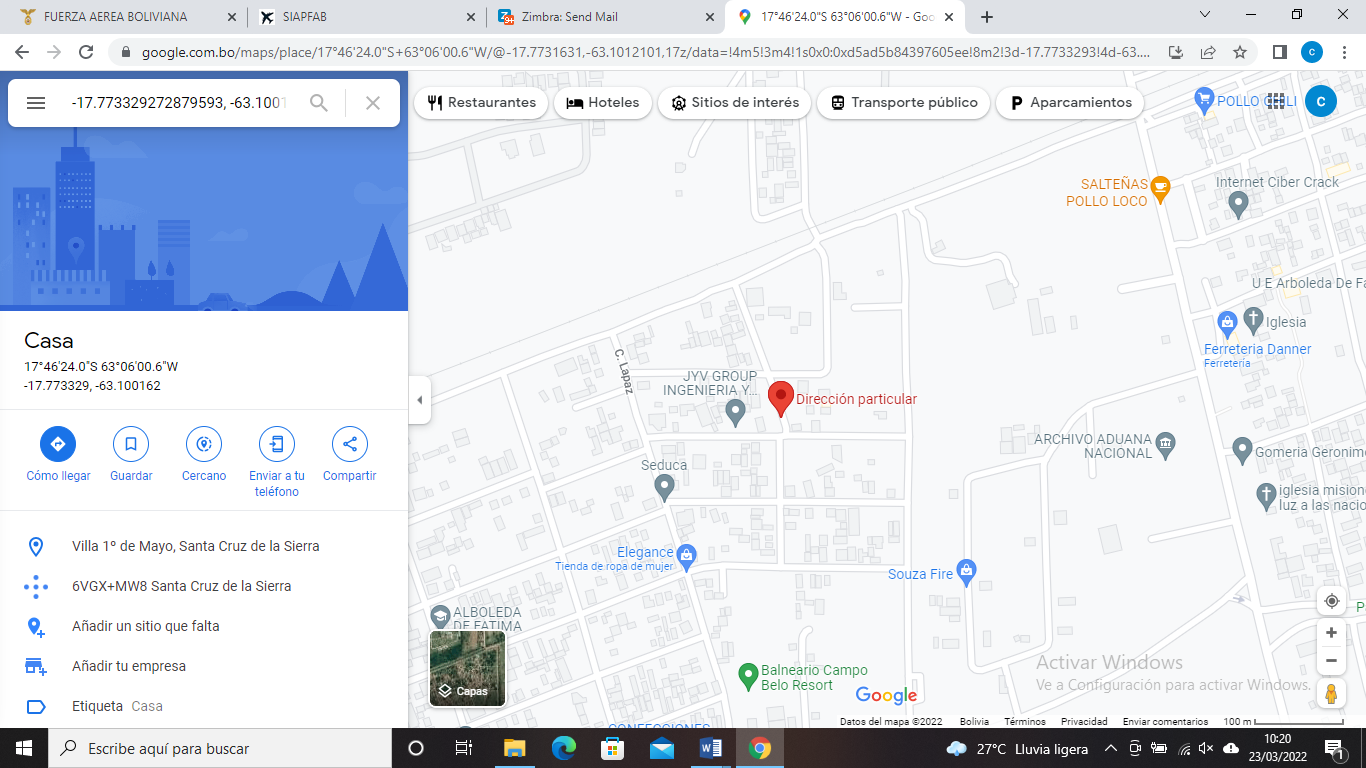 FUERZA AEREA BOLIVIANA
SIAPFAB
Zimbra: Send Mail
17°46'24.0"S 63°06'00.6"W - Goo
google.com.bo/maps/place/17°46'24.0"S+63°06'00.6"W/@-17.7731631,-63.1012101,17z/data=!4m5!3m4!1s0x0:0xd5ad5b84397605ee!8m2!3d-17.7733293!4d-63....
C
-17.773329272879593, -63.1001
Restaurantes
Hoteles
Sitios de interés
Transporte público
Aparcamientos
C
Casa
17°46'24.0"S 63°06'00.6"W
-17.773329, -63.100162
Cómo llegar
Guardar
Cercano
Enviar a tu
teléfono
Compartir
Villa 1º de Mayo, Santa Cruz de la Sierra
6VGX+MW8 Santa Cruz de la Sierra
Añadir un sitio que falta
Añadir tu empresa
Etiqueta Casa
SALTEÑAS
POLLO LOCO
Internet Ciber Crack
U E Arboleda De Fa
Iglesia
Ferreteria Danner
Ferretería
C. Lapaz
JYV GROUP
INGENIERIA Y...
Dirección particular
ARCHIVO ADUANA
NACIONAL
Gomeria Geronimo
Seduca
Iglesia mision
luz a las nacio
Elegance
Tienda de ropa de mujer
Souza Fire
ALBOLEDA
DE FATIMA
Balneario Campo
Belo Resort
Capas
Google
CONFECCIONES
Activar Windows
Ve a Configuración para activar Windows.
Datos del mapa ©2022 Bolivia Términos Privacidad Enviar comentarios 100 m
Escribe aquí para buscar
27°C Lluvia ligera
10:20
23/03/2022
1